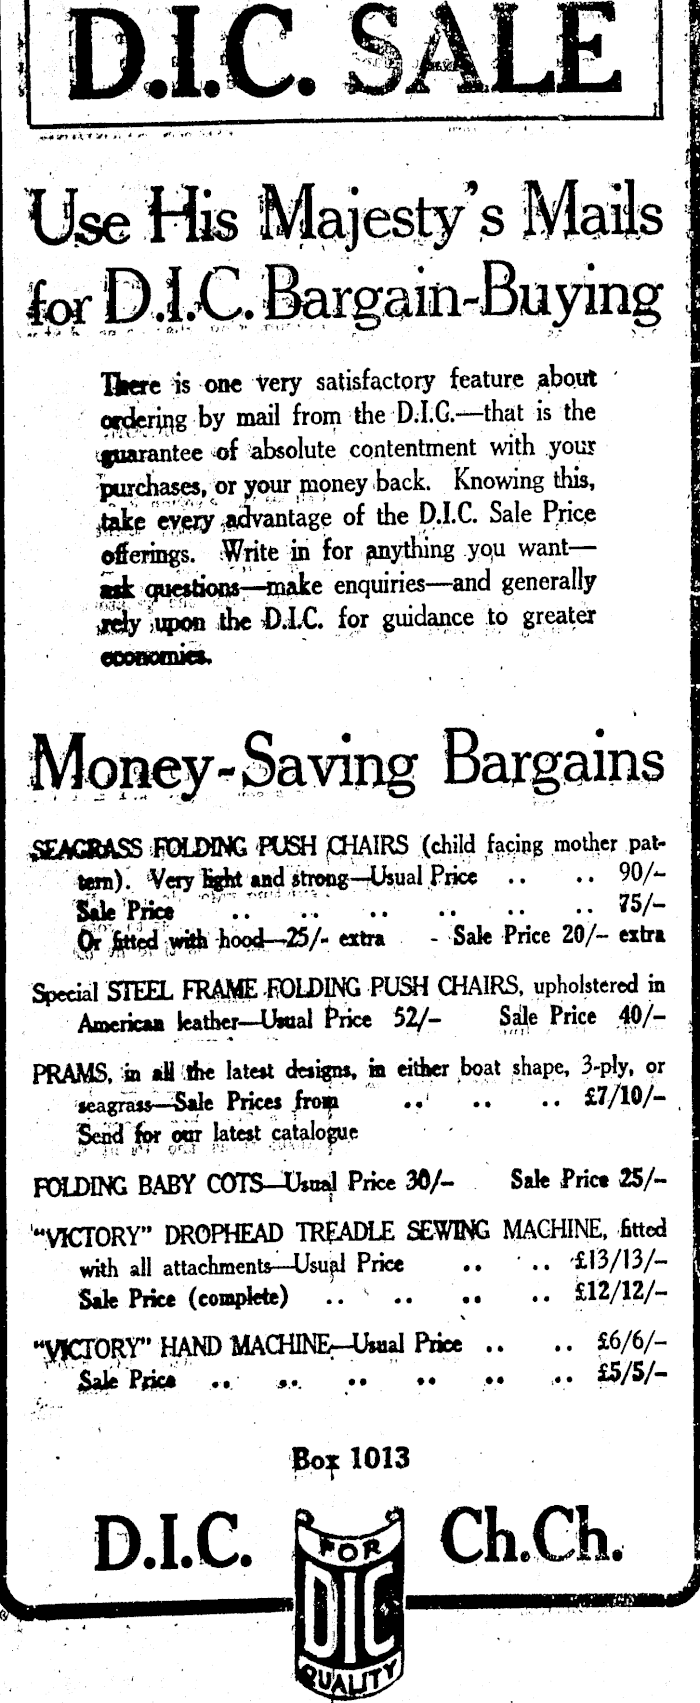 D.I.C. SALE
Use His Majesty's Mails
for D.I.C. Bargain-Buying
There is one very satisfactory feature about
ordering by mail from the D.I.C.—that is the
guarantee of absolute contentment with your
purchases, or your money back. Knowing this,
take every advantage of the D.I.C. Sale Price
offerings. Write in for anything you want—
ask questions—make enquiries—and generally
rely upon the D.I.C. for guidance to greater
economies.
Money-Saving Bargains
SEAGRASS FOLDING PUSH CHAIRS (child facing mother pat-
tern). Very light and strong—Usual Price .. .. 90/-
Sale Price .. .. .. .. .. .. 75/-
Or fitted with hood—25/- extra - Sale Price 20/- extra
Special STEEL FRAME FOLDING PUSH CHAIRS, upholstered in
American leather—Usual Price 52/- Sale Price 40/-
PRAMS, in all the latest designs, in either boat shape, 3-ply, or
seagrass—Sale Prices from .. .. .. £7/10/-
Send for our latest catalogue
FOLDING BABY COTS—Usual Price 30/- Sale Price 25/-
"VICTORY" DROPHEAD TREADLE SEWING MACHINE, fitted
with all attachments—Usual Price .. .. £13/13/-
Sale Price (complete) .. .. .. .. £12/12/-
"VICTORY" HAND MACHINE—Usual Price .. .. £6/6/-
Sale Price .. .. .. .. .. .. £5/5/-
Box 1013
D.I.C. Ch.Ch.
FOR
DIC
QUALITY